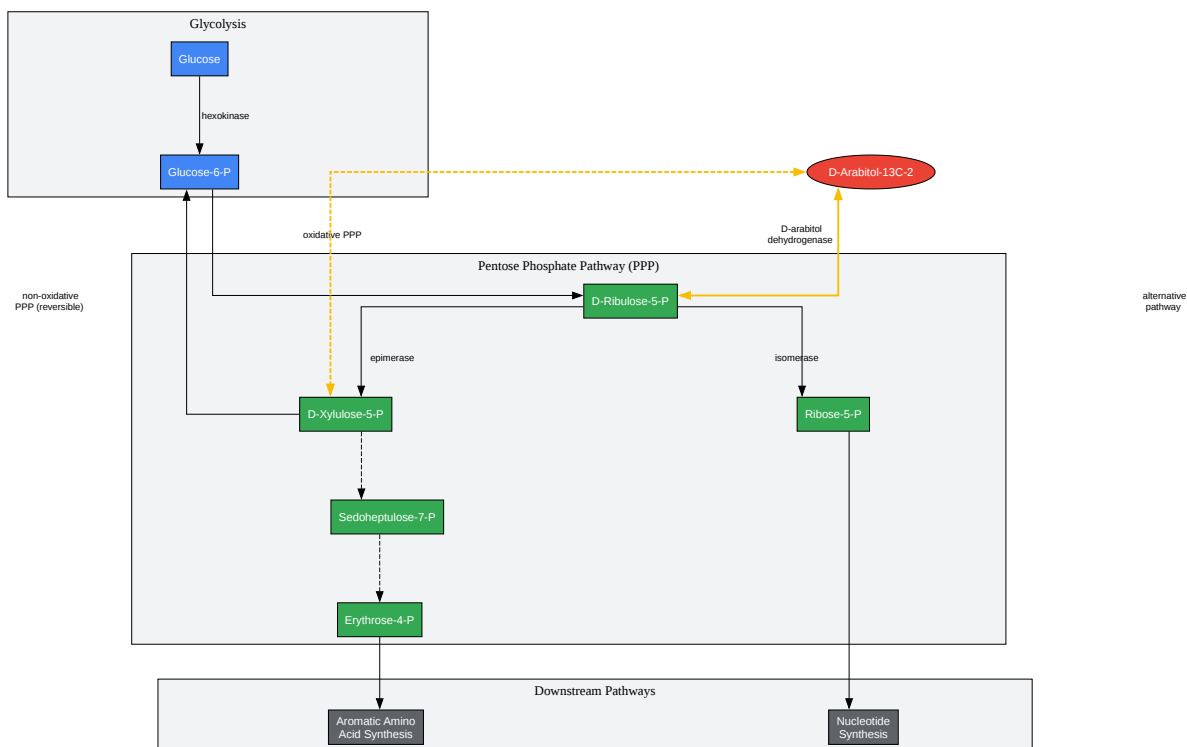 Glycolysis
Glucose
hexokinase
Glucose-6-P
D-Arabitol-13C-2
oxidative PPP
D-arabitol
dehydrogenase
Pentose Phosphate Pathway (PPP)
non-oxidative
PPP (reversible)
D-Ribulose-5-P
alternative
pathway
epimerase
isomerase
D-Xylulose-5-P
Ribose-5-P
Sedoheptulose-7-P
Erythrose-4-P
Downstream Pathways
Aromatic Amino
Acid Synthesis
Nucleotide
Synthesis